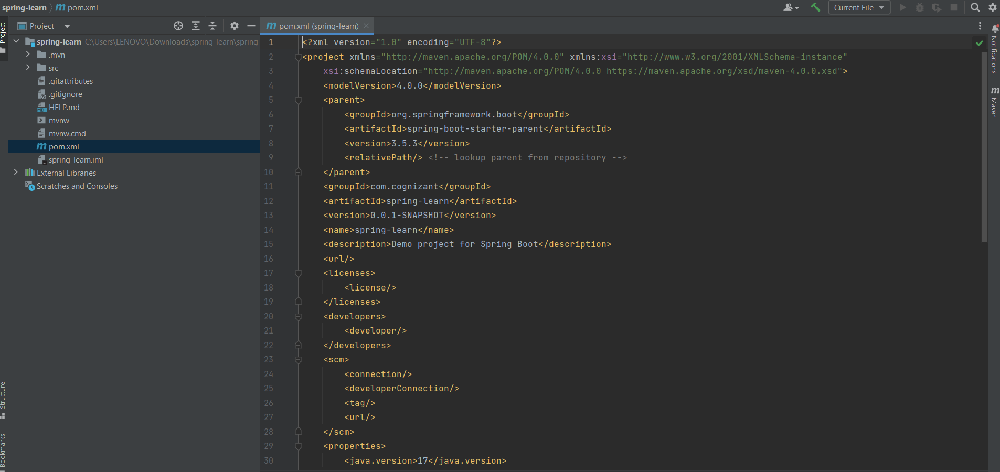 spring-learn pom.xml
Current File
Project
Project
spring-learn C:\Users\LENOVO\Downloads\spring-learn\spring-
.mvn
src
.gitattributes
.gitignore
HELP.md
mvnw
mvnw.cmd
pom.xml
spring-learn.iml
External Libraries
Scratches and Consoles
Structure
Bookmarks
pom.xml (spring-learn)
1 <?xml version="1.0" encoding="UTF-8"?>
2 <project xmlns="http://maven.apache.org/POM/4.0.0" xmlns:xsi="http://www.w3.org/2001/XMLSchema-instance"
3 xsi:schemaLocation="http://maven.apache.org/POM/4.0.0 https://maven.apache.org/xsd/maven-4.0.0.xsd">
4 <modelVersion>4.0.0</modelVersion>
5 <parent>
6 <groupId>org.springframework.boot</groupId>
7 <artifactId>spring-boot-starter-parent</artifactId>
8 <version>3.5.3</version>
9 <relativePath/> <!-- lookup parent from repository -->
10 </parent>
11 <groupId>com.cognizant</groupId>
12 <artifactId>spring-learn</artifactId>
13 <version>0.0.1-SNAPSHOT</version>
14 <name>spring-learn</name>
15 <description>Demo project for Spring Boot</description>
16 <url/>
17 <licenses>
18 <license/>
19 </licenses>
20 <developers>
21 <developer/>
22 </developers>
23 <scm>
24 <connection/>
25 <developerConnection/>
26 <tag/>
27 <url/>
28 </scm>
29 <properties>
30 <java.version>17</java.version>
Notifications
Maven